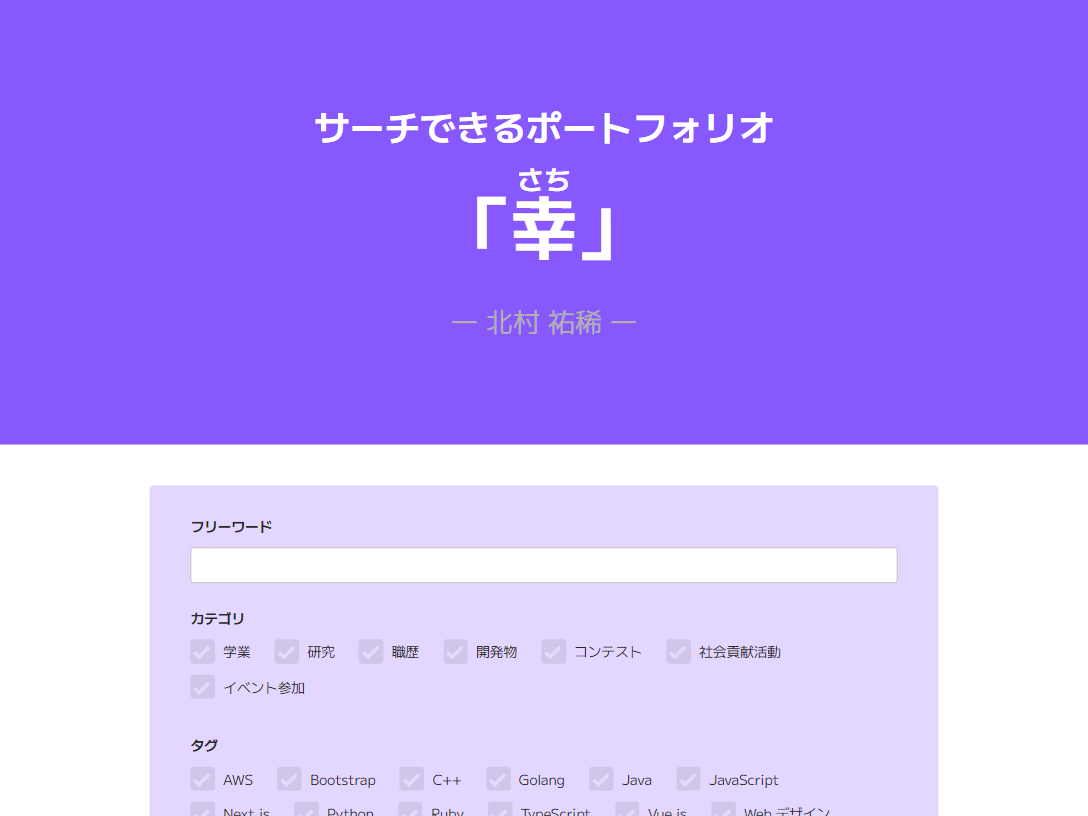 サーチできるポートフォリオ
さち
「幸」
— 北村 祐稀 —
フリーワード
カテゴリ
学業 研究 職歴 開発物 コンテスト 社会貢献活動
イベント参加
タグ
AWS Bootstrap C++ Golang Java JavaScript
Next.js Python Ruby TypeScript Vue.js Web デザイン